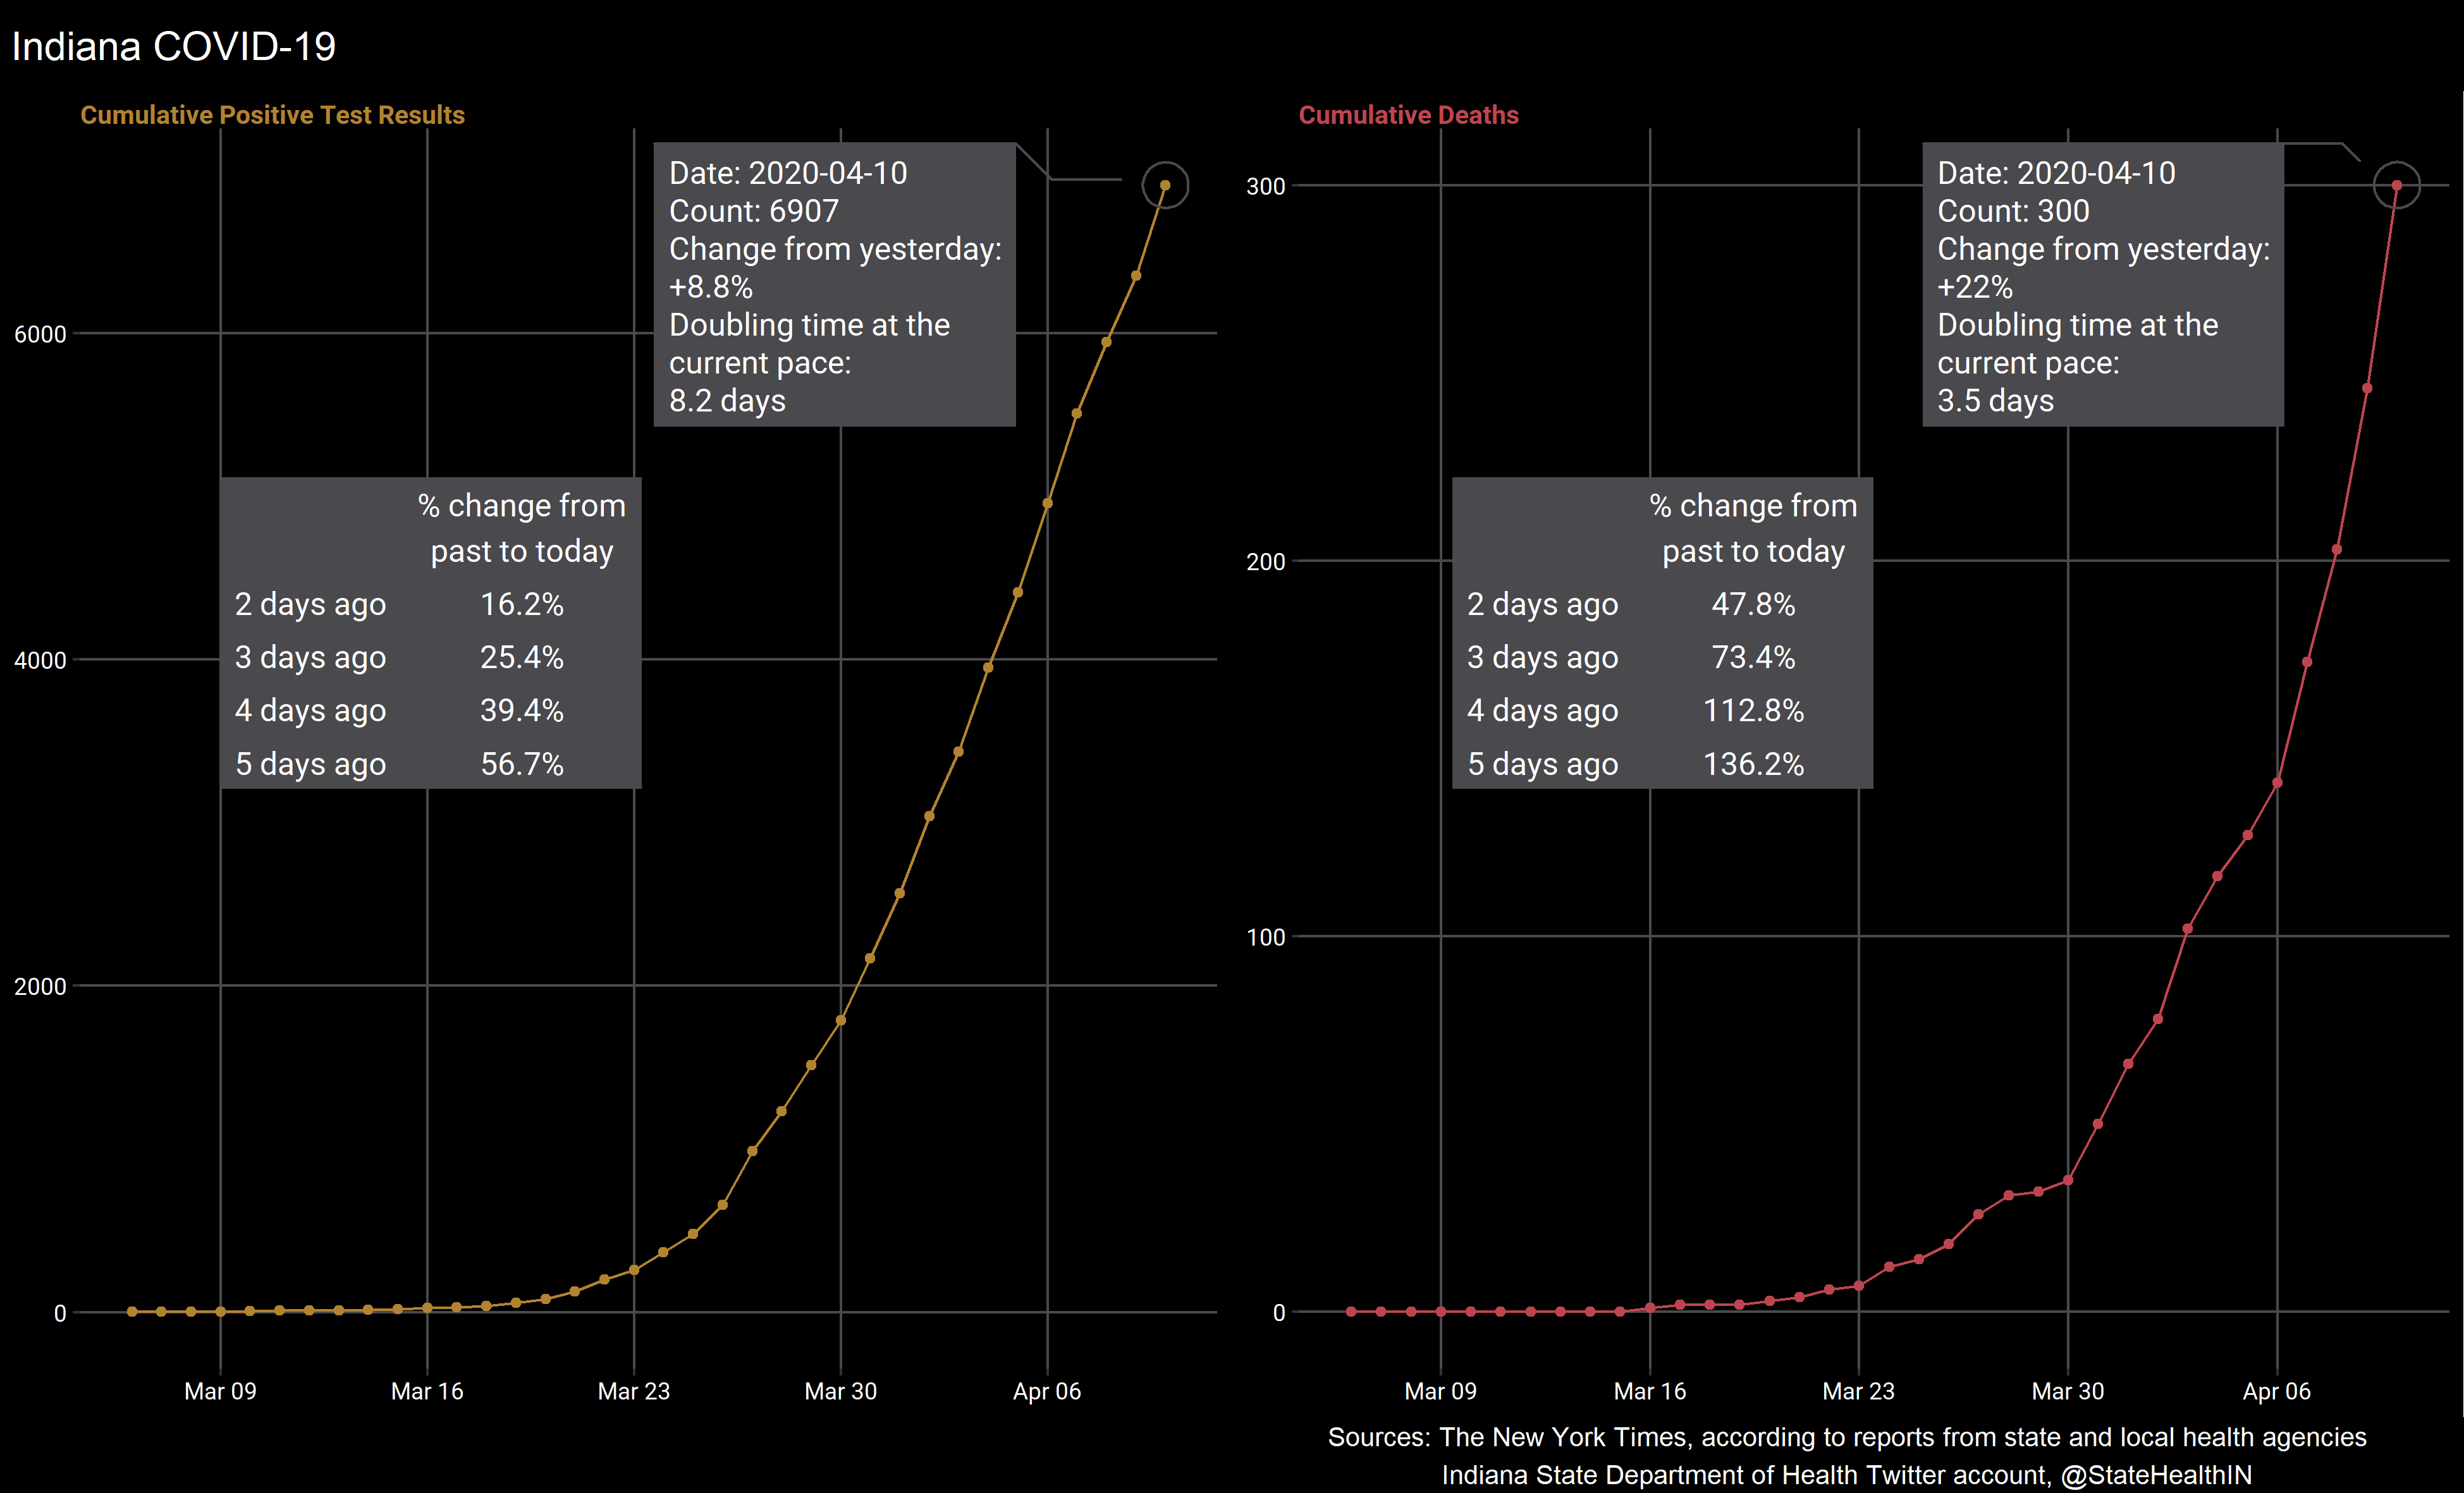 Indiana COVID-19
Cumulative Positive Test Results
Date: 2020-04-10
Count: 6907
Change from yesterday:
+8.8%
Doubling time at the
current pace:
8.2 days
% change from
past to today
2 days ago 16.2%
3 days ago 25.4%
4 days ago 39.4%
5 days ago 56.7%
6000
4000
2000
0
Mar 09 Mar 16 Mar 23 Mar 30 Apr 06
Cumulative Deaths
Date: 2020-04-10
Count: 300
Change from yesterday:
+22%
Doubling time at the
current pace:
3.5 days
% change from
past to today
2 days ago 47.8%
3 days ago 73.4%
4 days ago 112.8%
5 days ago 136.2%
300
200
100
0
Mar 09 Mar 16 Mar 23 Mar 30 Apr 06
Sources: The New York Times, according to reports from state and local health agencies
Indiana State Department of Health Twitter account, @StateHealthIN